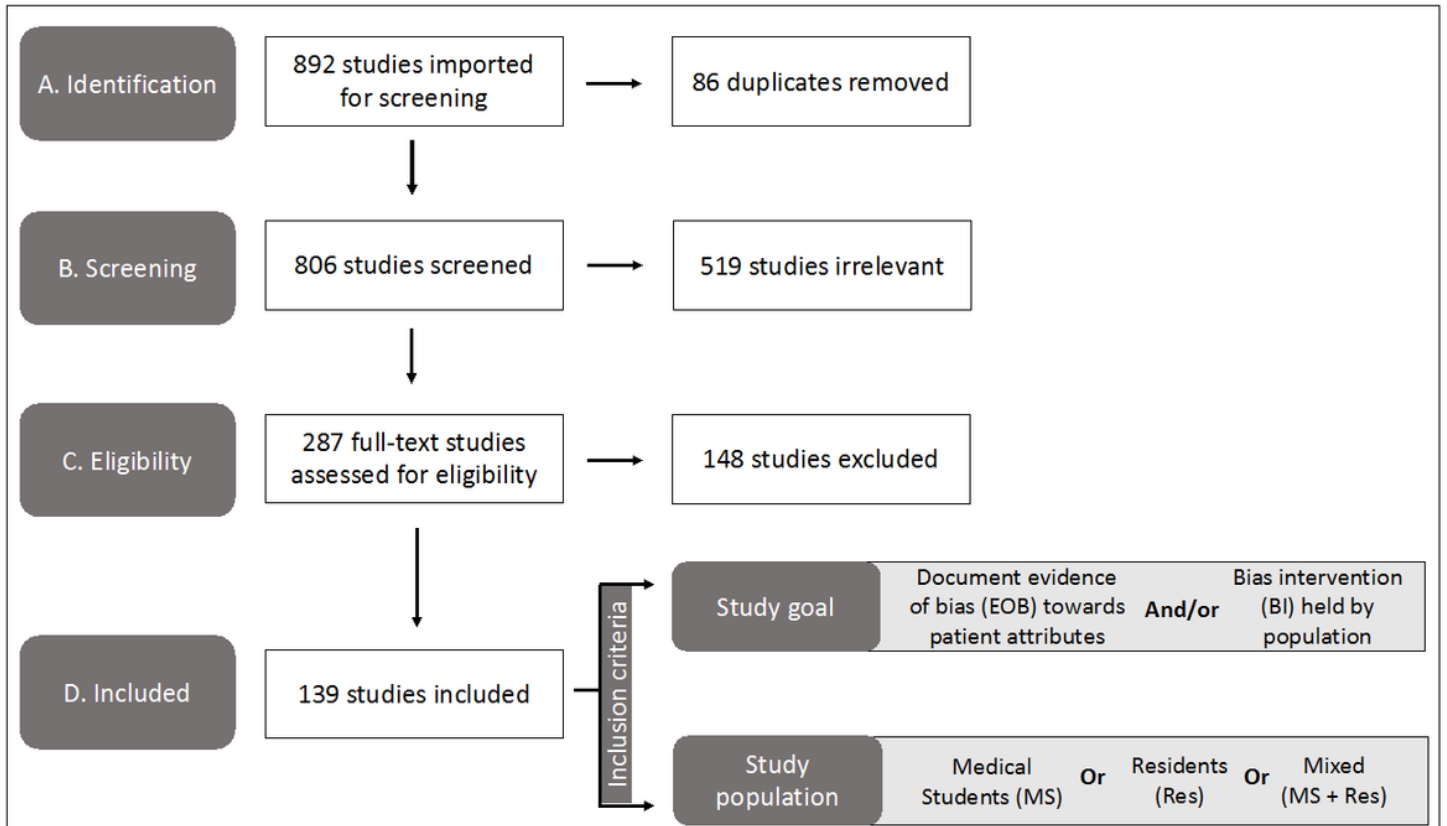 A. Identification
892 studies imported
for screening
86 duplicates removed
B. Screening
806 studies screened
519 studies irrelevant
C. Eligibility
287 full-text studies
assessed for eligibility
148 studies excluded
D. Included
139 studies included
Inclusion criteria
Study goal
Document evidence
of bias (EOB) towards
patient attributes
And/or
Bias intervention
(BI) held by
population
Study
population
Medical
Students (MS)
Or
Residents
(Res)
Or
Mixed
(MS + Res)